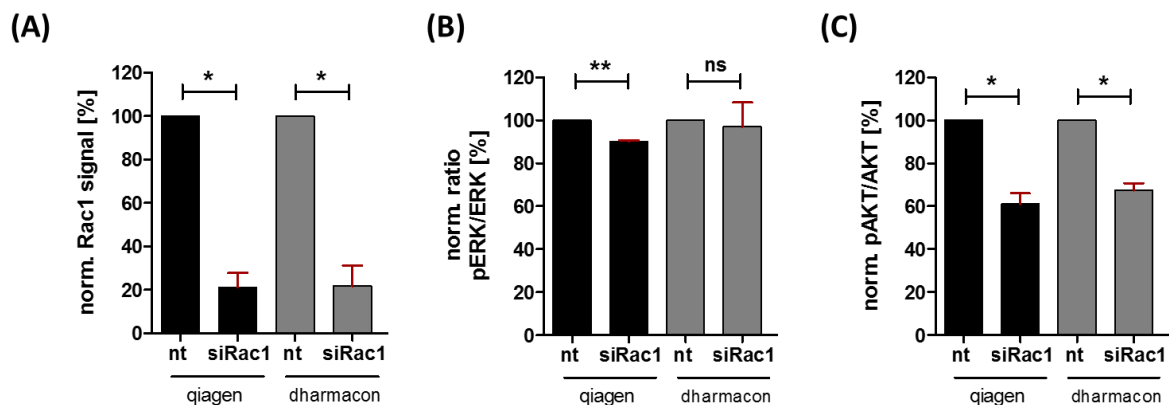 (A)
norm. Rac1 signal [%]
120
100
80
60
40
20
0
*
*
nt
siRac1
nt
siRac1
qiagen
dharmacon
(B)
norm. ratio
pERK/ERK [%]
120
100
80
60
40
20
0
**
ns
nt
siRac1
nt
siRac1
qiagen
dharmacon
(C)
norm. pAKT/AKT [%]
120
100
80
60
40
20
0
*
*
nt
siRac1
nt
siRac1
qiagen
dharmacon